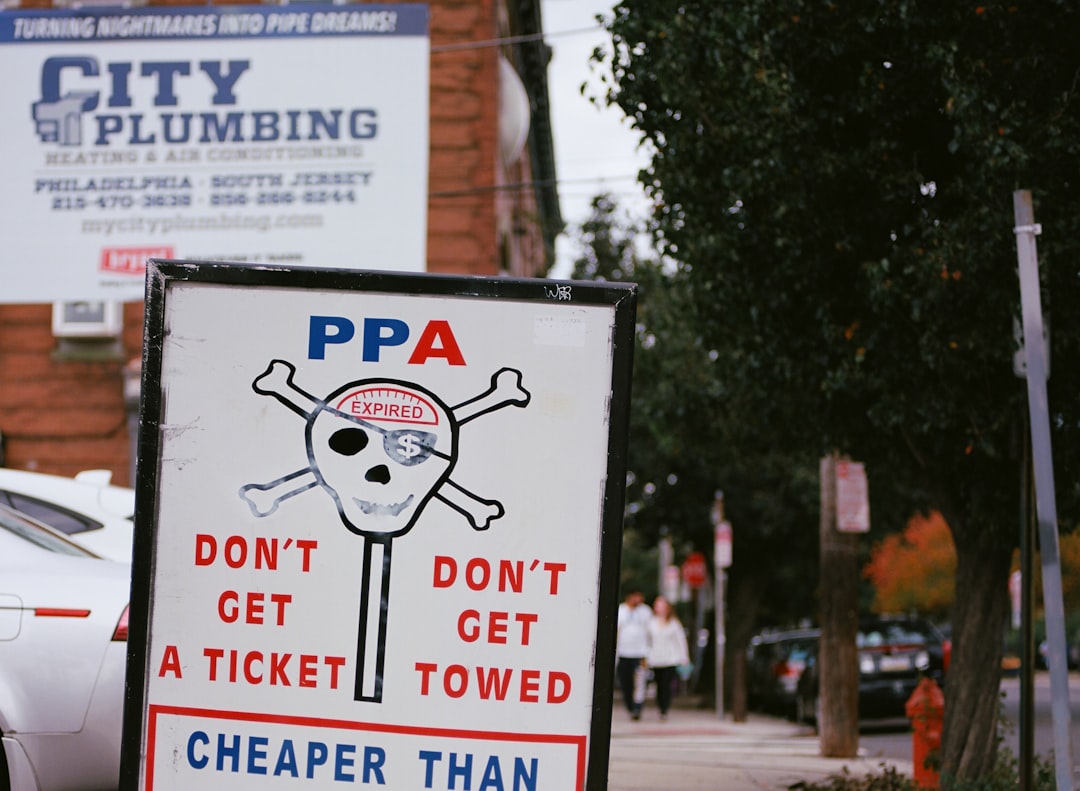 TURNING NIGHTMARES INTO PIPE DREAMS!
CITY
PLUMBING
HEATING & AIR CONDITIONING
PHILADELPHIA · SOUTH JERSEY
mycityplumbing.com
bryant
PPA
EXPIRED
$
DON'T
GET
A TICKET
DON'T
GET
TOWED
CHEAPER THAN